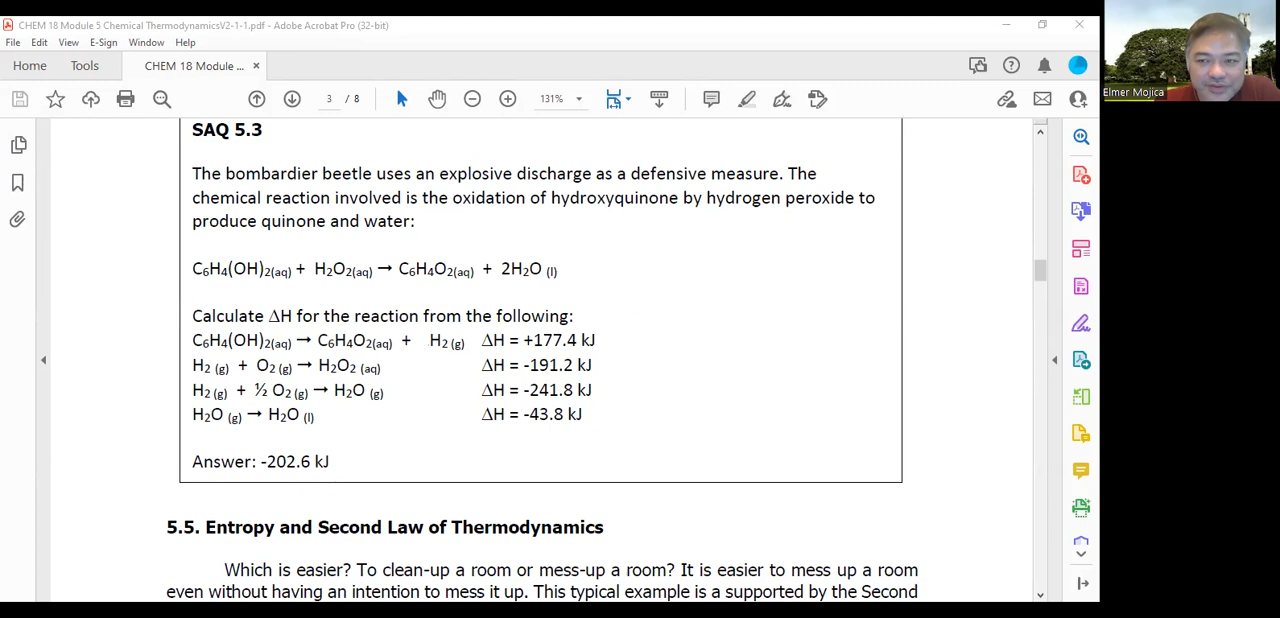 CHEM 18 Module 5 Chemical ThermodynamicsV2-1-1.pdf - Adobe Acrobat Pro (32-bit)
File Edit View E-Sign Window Help
Home Tools CHEM 18 Module ... ×
3 / 8 131%
Elmer Mojica
SAQ 5.3
The bombardier beetle uses an explosive discharge as a defensive measure. The
chemical reaction involved is the oxidation of hydroxyquinone by hydrogen peroxide to
produce quinone and water:
C6H4(OH)2(aq) + H2O2(aq) → C6H4O2(aq) + 2H2O (l)
Calculate ΔH for the reaction from the following:
C6H4(OH)2(aq) → C6H4O2(aq) + H2 (g) ΔH = +177.4 kJ
H2 (g) + O2 (g) → H2O2 (aq) ΔH = -191.2 kJ
H2 (g) + ½ O2 (g) → H2O (g) ΔH = -241.8 kJ
H2O (g) → H2O (l) ΔH = -43.8 kJ
Answer: -202.6 kJ
5.5. Entropy and Second Law of Thermodynamics
Which is easier? To clean-up a room or mess-up a room? It is easier to mess up a room
even without having an intention to mess it up. This typical example is a supported by the Second